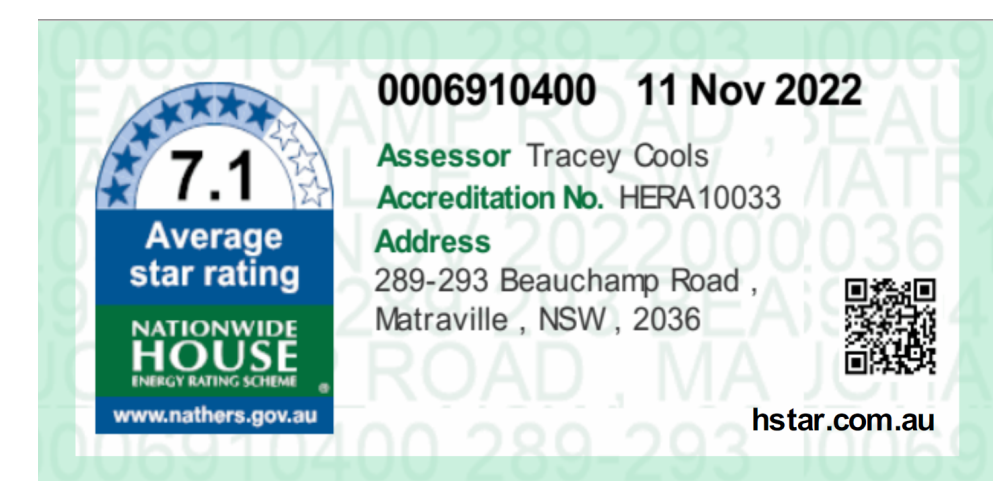 0006910400 11 Nov 2022
7.1
Average
star rating
NATIONWIDE
HOUSE
ENERGY RATING SCHEME ®
www.nathers.gov.au
Assessor Tracey Cools
Accreditation No. HERA10033
Address
289-293 Beauchamp Road ,
Matraville , NSW , 2036
hstar.com.au